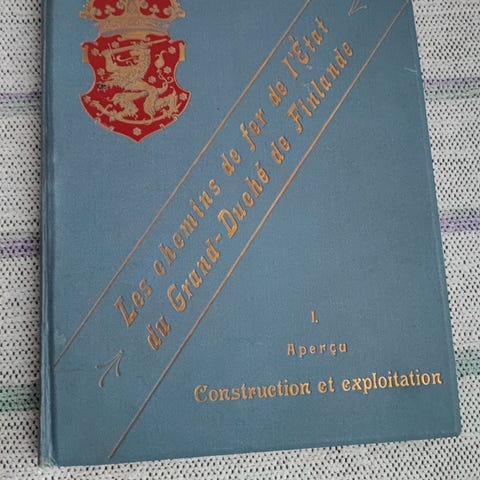 Les chemins de fer de l'État
du Grand-Duché de Finlande
I.
Aperçu
Construction et exploitation